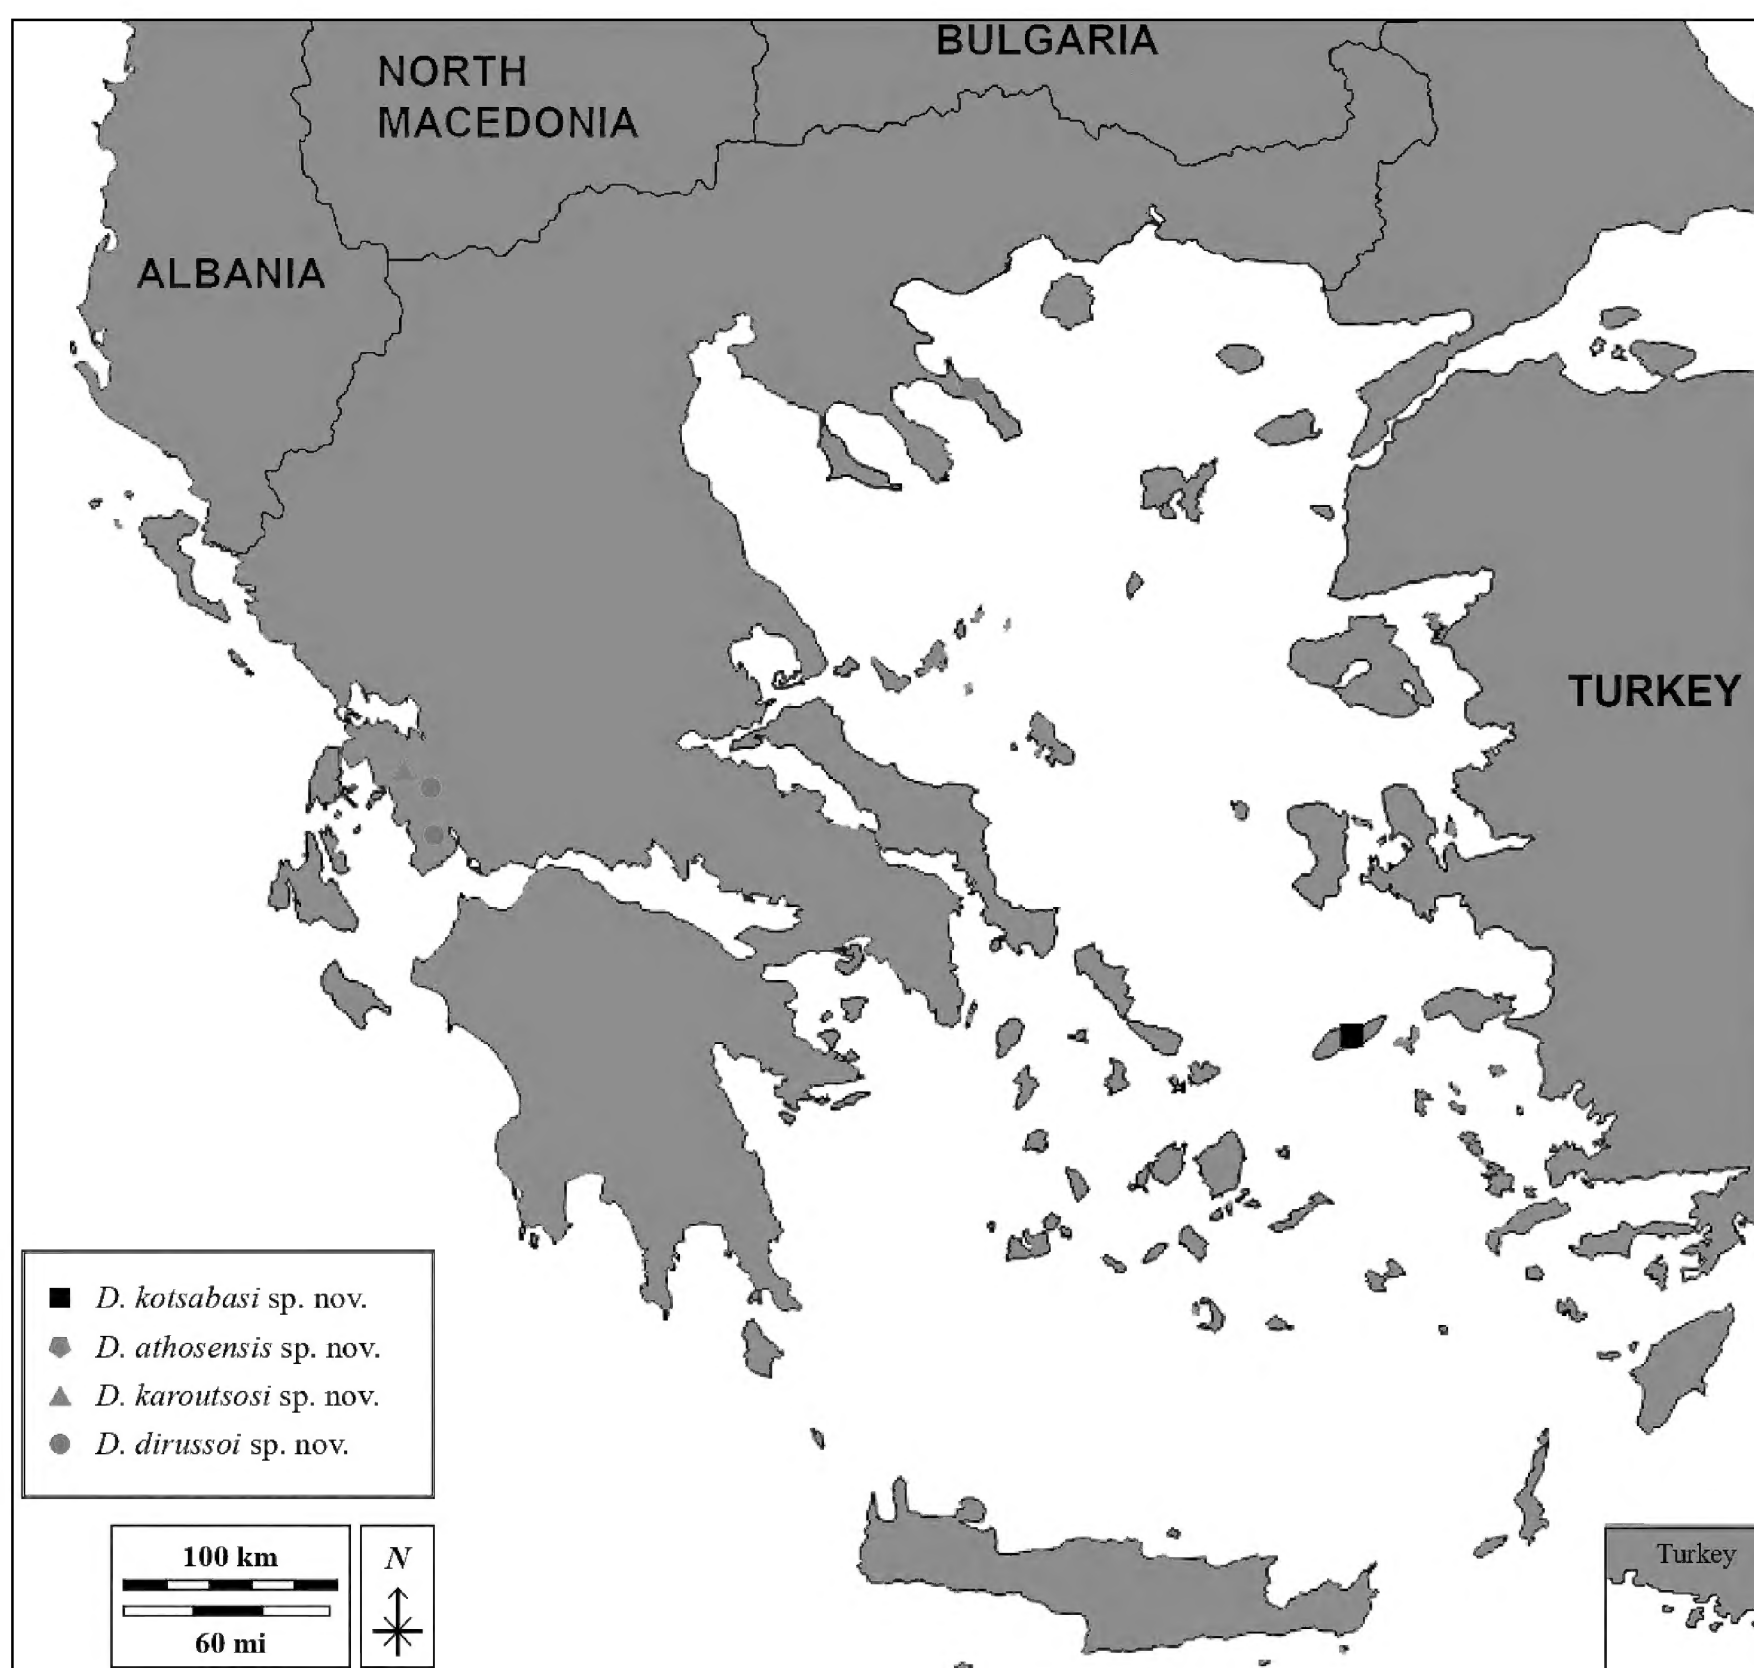 BULGARIA
NORTH
MACEDONIA
ALBANIA
TURKEY
D. kotsabasi sp. nov.
D. athosensis sp. nov.
D. karoutsosi sp. nov.
D. dirussoi sp. nov.
100 km
60 mi
N
Turkey